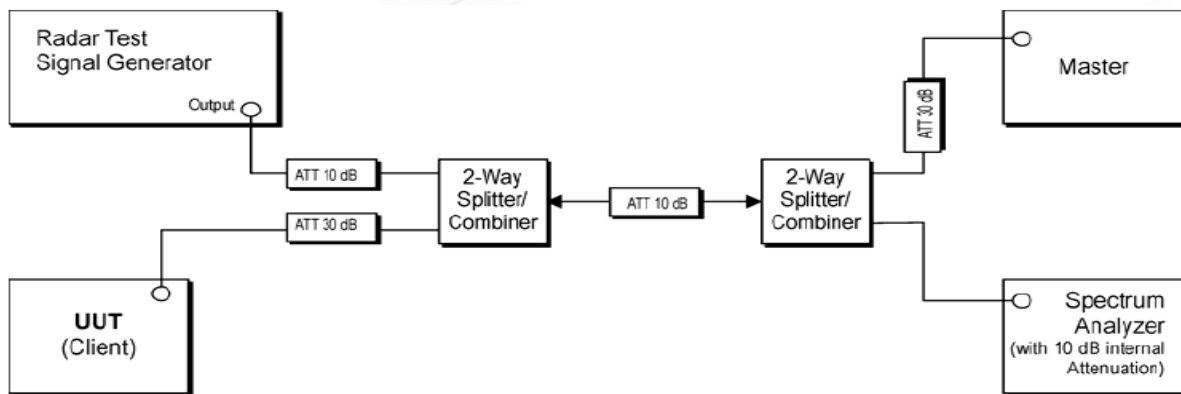 Radar Test
Signal Generator
Output
ATT 10 dB
ATT 30 dB
UUT
(Client)
2-Way
Splitter/
Combiner
ATT 10 dB
2-Way
Splitter/
Combiner
ATT 30 dB
Master
Spectrum
Analyzer
(with 10 dB internal
Attenuation)